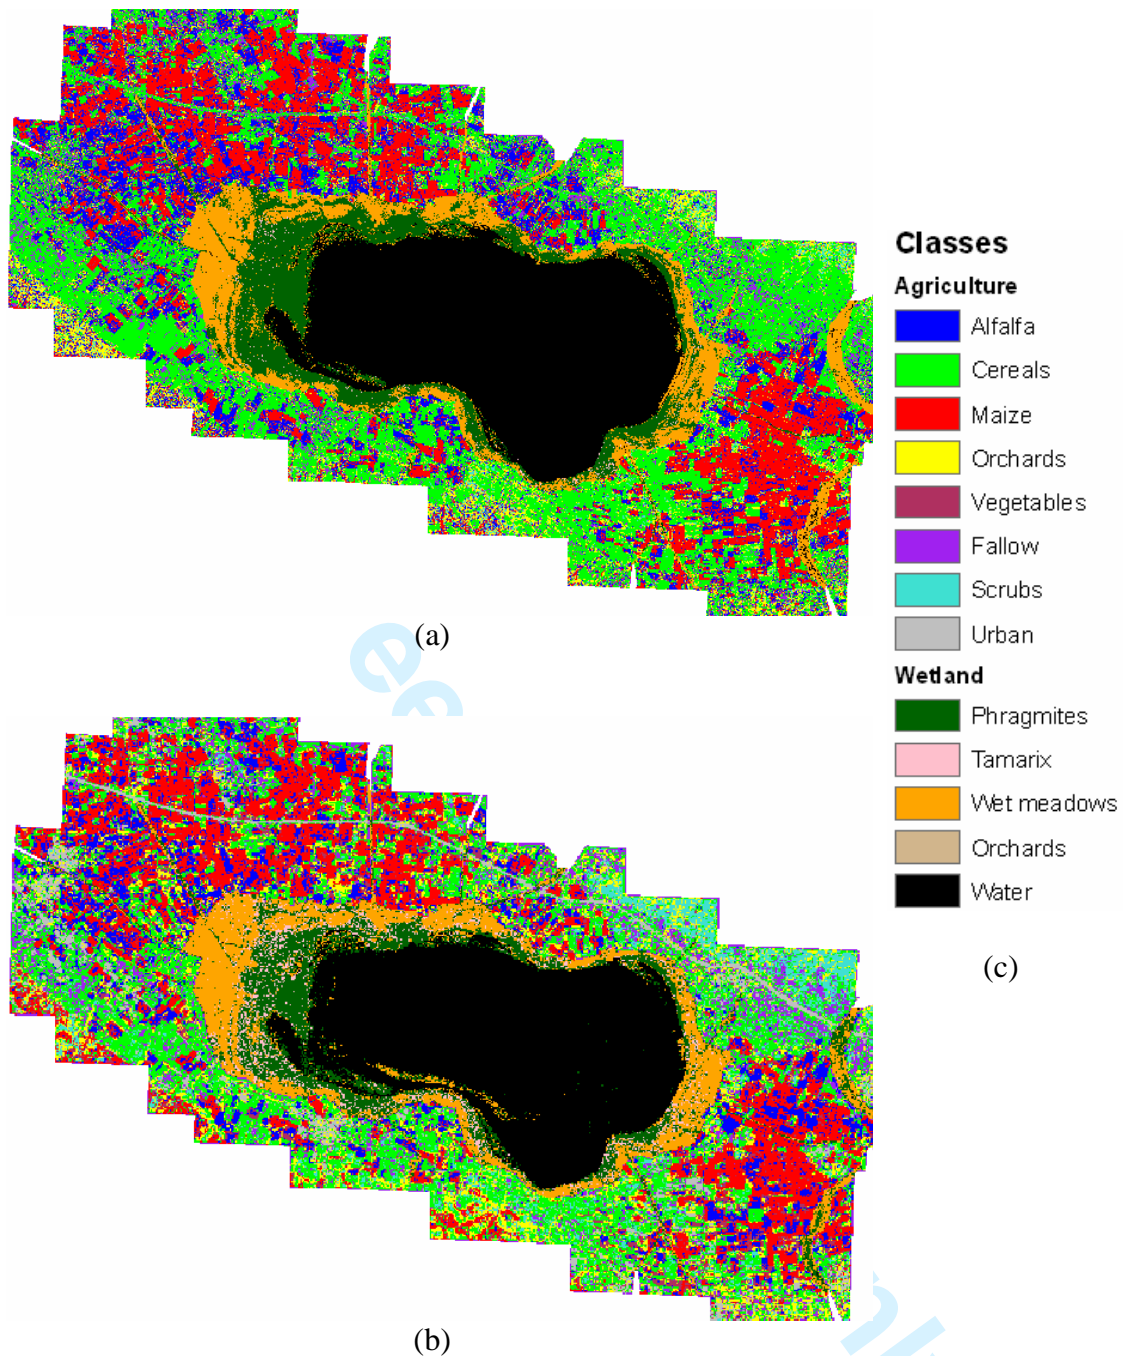 Classes
Agriculture
Alfalfa
Cereals
Maize
Orchards
Vegetables
Fallow
Scrubs
Urban
Wetland
Phragmites
Tamarix
Wet meadows
Orchards
Water
(a)
(c)
(b)